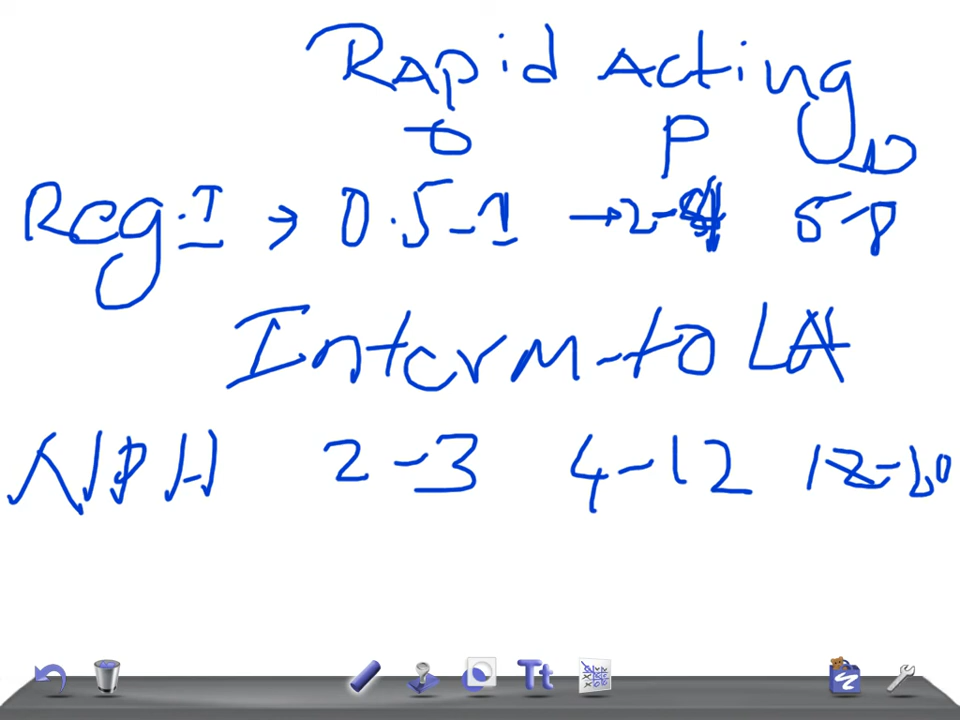 Rapid Acting
O P D
Reg. I > 0.5-1 →2-4 5-8
Interm-to LA
NPH 2-3 4-12 18-20
Tt